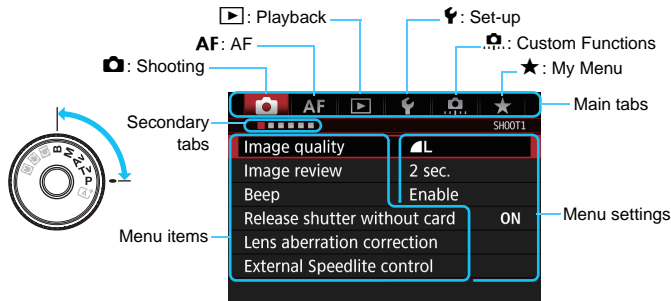 : Playback
: Set-up
AF: AF
: Custom Functions
: Shooting
: My Menu
AF
Main tabs
Secondary tabs
SHOOT1
Image quality L
Image review 2 sec.
Beep Enable
Release shutter without card ON
Lens aberration correction
External Speedlite control
Menu items
Menu settings
B
M
Av
Tv
P
A+